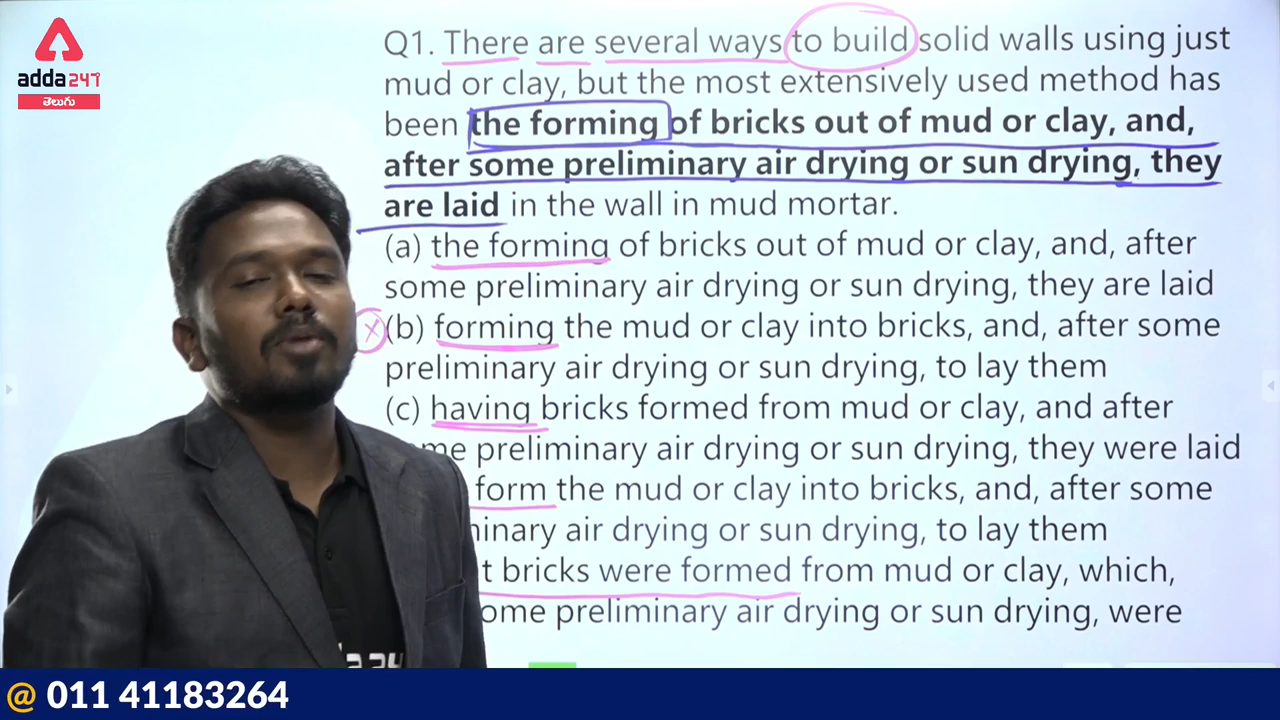 adda247
తెలుగు
Q1. There are several ways to build solid walls using just
mud or clay, but the most extensively used method has
been the forming of bricks out of mud or clay, and,
after some preliminary air drying or sun drying, they
are laid in the wall in mud mortar.
(a) the forming of bricks out of mud or clay, and, after
some preliminary air drying or sun drying, they are laid
(b) forming the mud or clay into bricks, and, after some
preliminary air drying or sun drying, to lay them
(c) having bricks formed from mud or clay, and after
preliminary air drying or sun drying, they were laid
form the mud or clay into bricks, and, after some
air drying or sun drying, to lay them
bricks were formed from mud or clay, which,
preliminary air drying or sun drying, were
@ 011 41183264